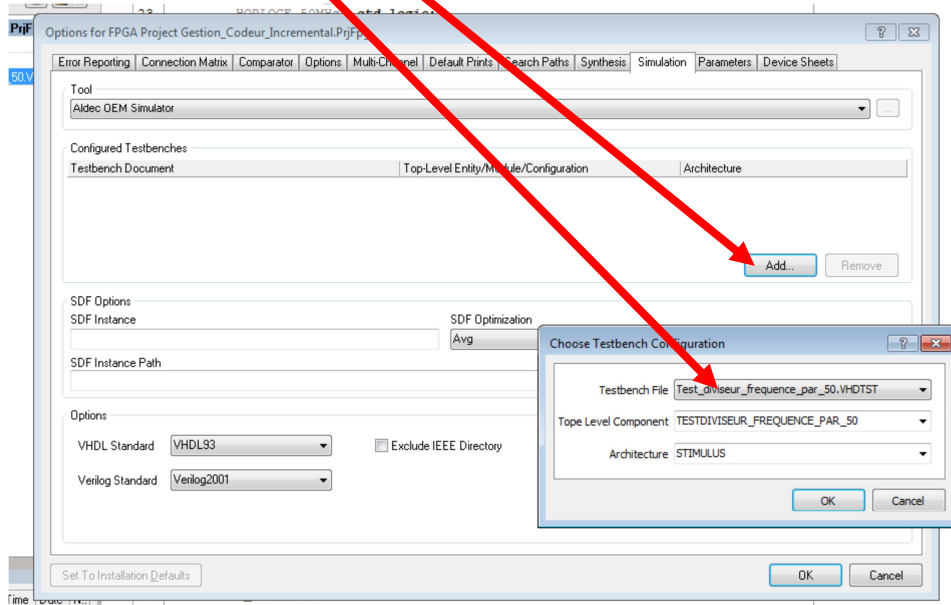 23 HORLOGE_50MHz
PrjF
Options for FPGA Project Gestion_Codeur_Incremental.PrjFp
50.V
Error Reporting Connection Matrix Comparator Options Multi-Channel Default Prints Search Paths Synthesis Simulation Parameters Device Sheets
Tool
Aldec OEM Simulator
...
Configured Testbenches
Testbench Document Top-Level Entity/Module/Configuration Architecture
Add... Remove
SDF Options
SDF Instance SDF Optimization
Avg
SDF Instance Path
Choose Testbench Configuration
Testbench File Test_diviseur_frequence_par_50.VHDTST
Tope Level Component TESTDIVISEUR_FREQUENCE_PAR_50
Architecture STIMULUS
OK Cancel
Options
VHDL Standard VHDL93 Exclude IEEE Directory
Verilog Standard Verilog2001
Set To Installation Defaults OK Cancel
Time Date N...